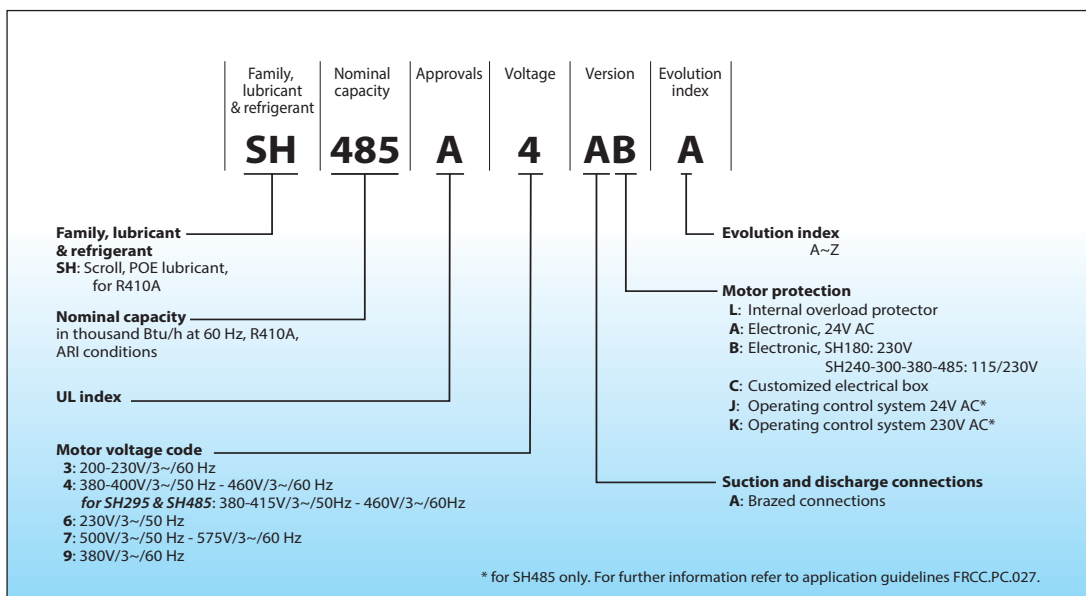 Family,
lubricant
& refrigerant
Nominal
capacity
Approvals
Voltage
Version
Evolution
index
SH
485
A
4
AB
A
Family, lubricant
& refrigerant
SH: Scroll, POE lubricant,
for R410A
Nominal capacity
in thousand Btu/h at 60 Hz, R410A,
ARI conditions
UL index
Motor voltage code
3: 200-230V/3~/60 Hz
4: 380-400V/3~/50 Hz - 460V/3~/60 Hz
for SH295 & SH485: 380-415V/3~/50Hz - 460V/3~/60Hz
6: 230V/3~/50 Hz
7: 500V/3~/50 Hz - 575V/3~/60 Hz
9: 380V/3~/60 Hz
Evolution index
A~Z
Motor protection
L: Internal overload protector
A: Electronic, 24V AC
B: Electronic, SH180: 230V
SH240-300-380-485: 115/230V
C: Customized electrical box
J: Operating control system 24V AC*
K: Operating control system 230V AC*
Suction and discharge connections
A: Brazed connections
* for SH485 only. For further information refer to application guidelines FRCC.PC.027.